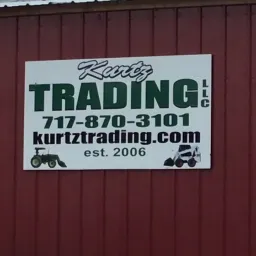 Kurtz
TRADING LLC
717-870-3101
kurtztrading.com
est. 2006